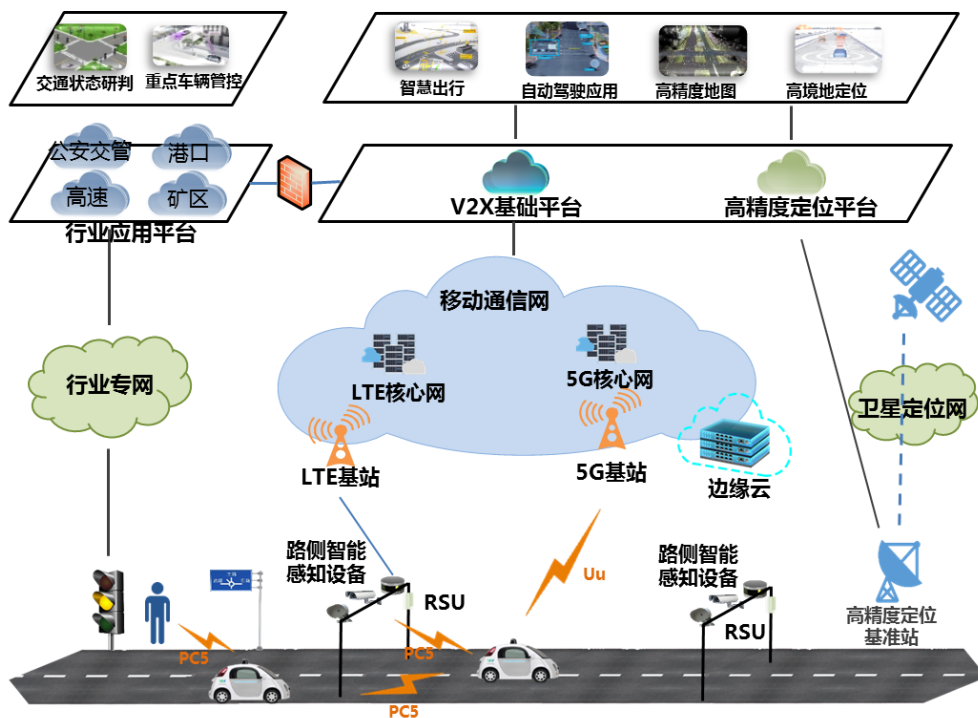 交通状态研判
重点车辆管控
智慧出行
自动驾驶应用
高精度地图
高境地定位
公安交管
港口
高速
矿区
行业应用平台
V2X基础平台
高精度定位平台
移动通信网
LTE核心网
5G核心网
行业专网
卫星定位网
LTE基站
5G基站
边缘云
路侧智能
感知设备
RSU
Uu
路侧智能
感知设备
RSU
高精度定位
基准站
PC5
PC5
PC5